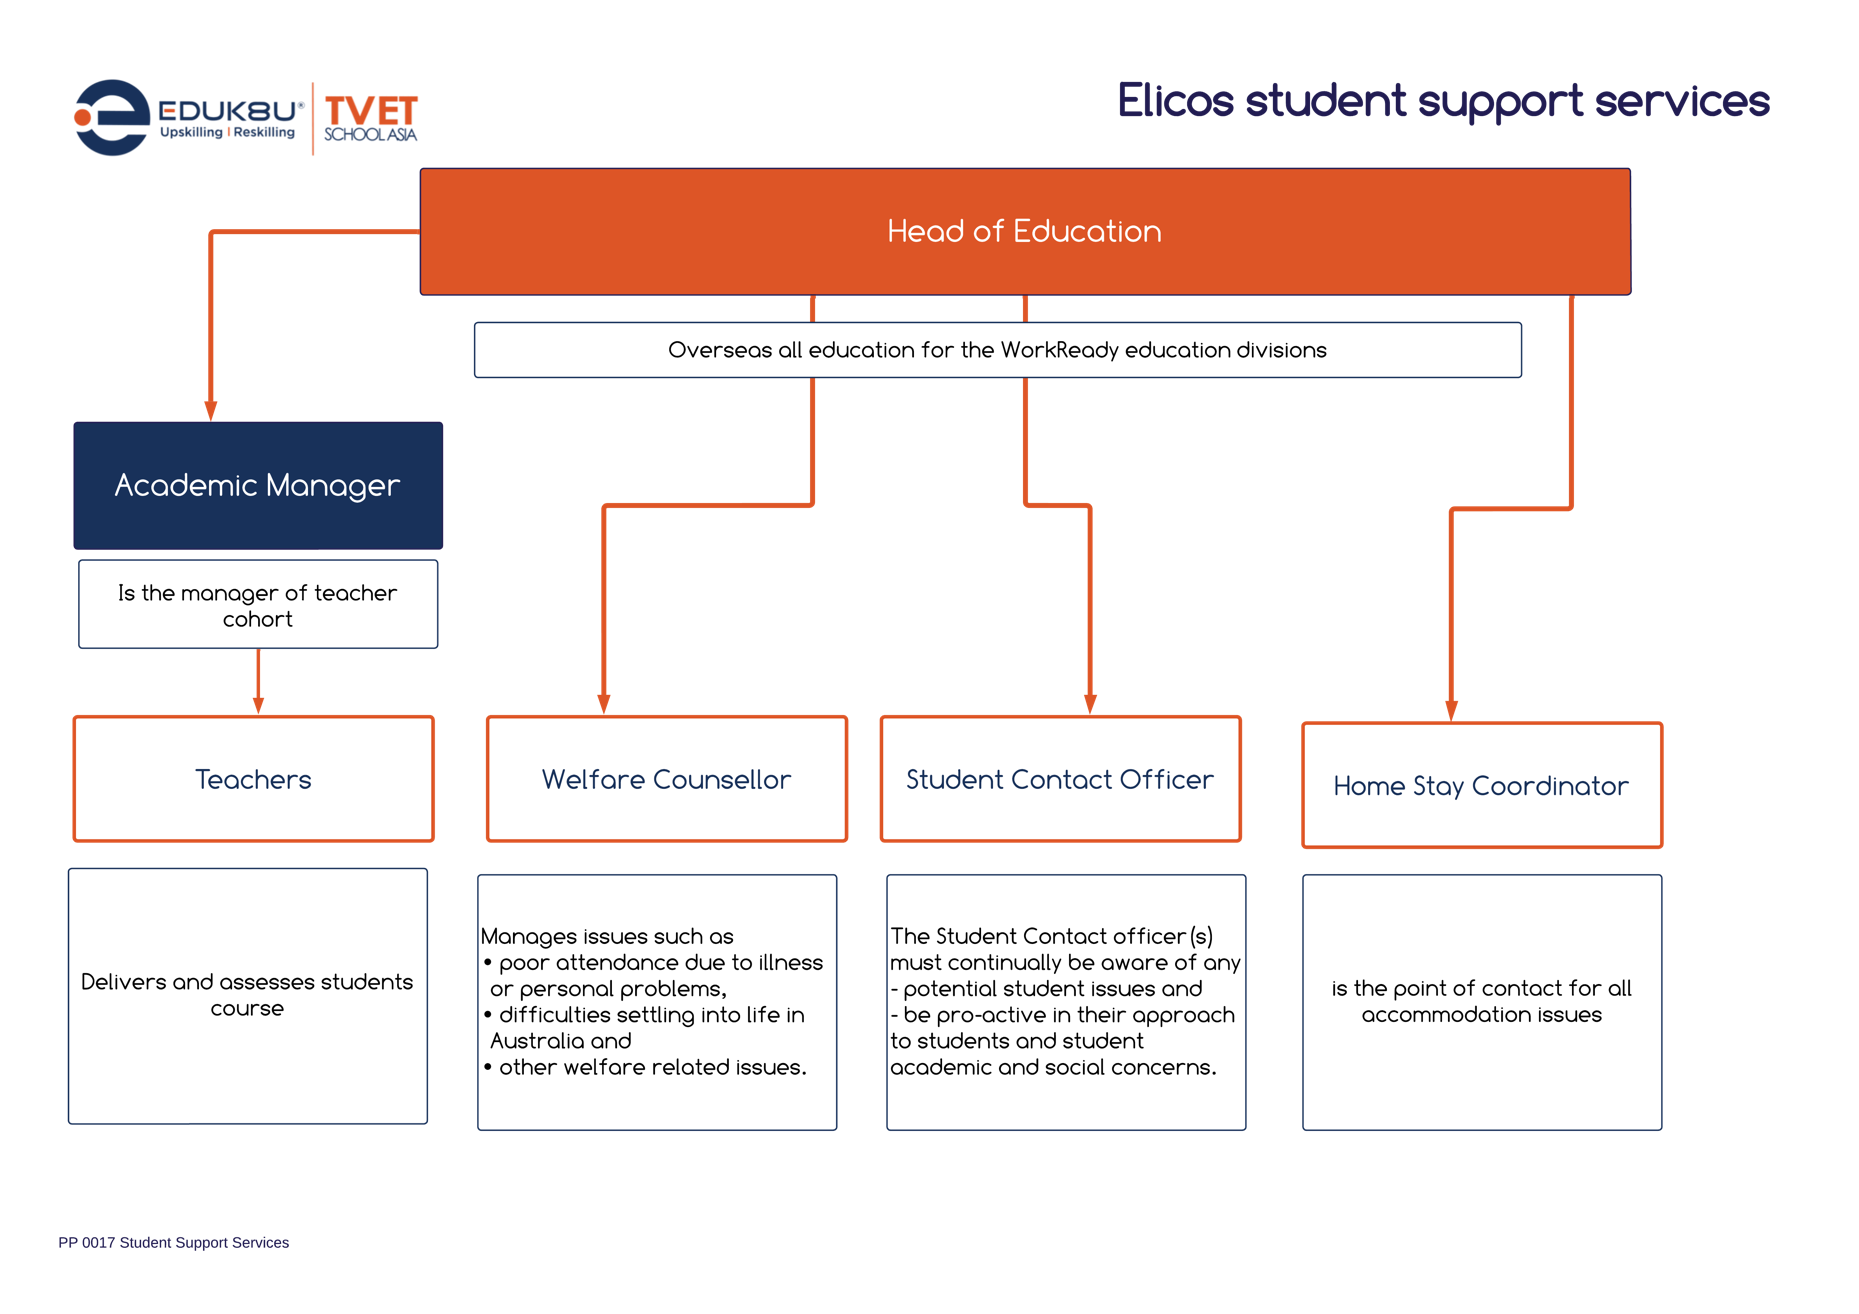 EDUK8U®
Upskilling | Reskilling
TVET
SCHOOL ASIA
Elicos student support services
Head of Education
Overseas all education for the WorkReady education divisions
Academic Manager
Is the manager of teacher
cohort
Teachers
Welfare Counsellor
Student Contact Officer
Home Stay Coordinator
Delivers and assesses students
course
Manages issues such as
• poor attendance due to illness
or personal problems,
• difficulties settling into life in
Australia and
• other welfare related issues.
The Student Contact officer(s)
must continually be aware of any
- potential student issues and
- be pro-active in their approach
to students and student
academic and social concerns.
is the point of contact for all
accommodation issues
PP 0017 Student Support Services